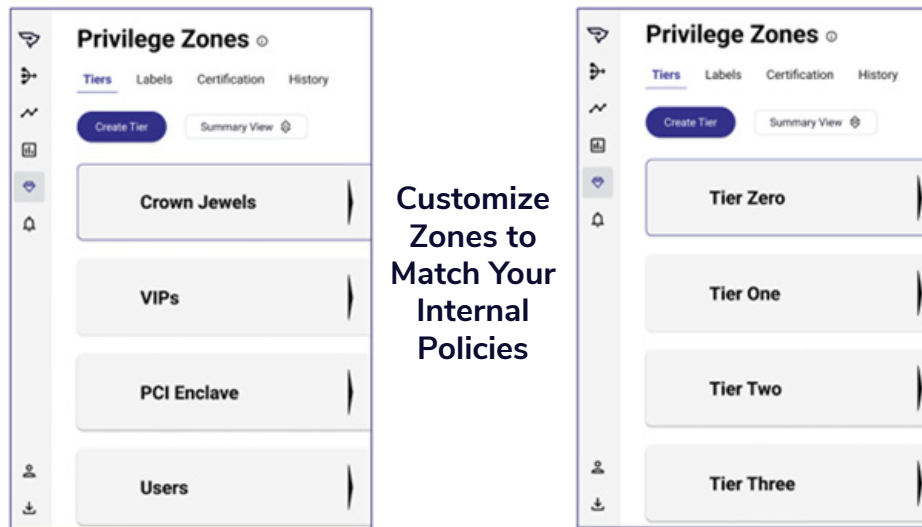 Privilege Zones
Tiers Labels Certification History
Create Tier Summary View
Crown Jewels
VIPs
PCI Enclave
Users
Customize
Zones to
Match Your
Internal
Policies
Privilege Zones
Tiers Labels Certification History
Create Tier Summary View
Tier Zero
Tier One
Tier Two
Tier Three